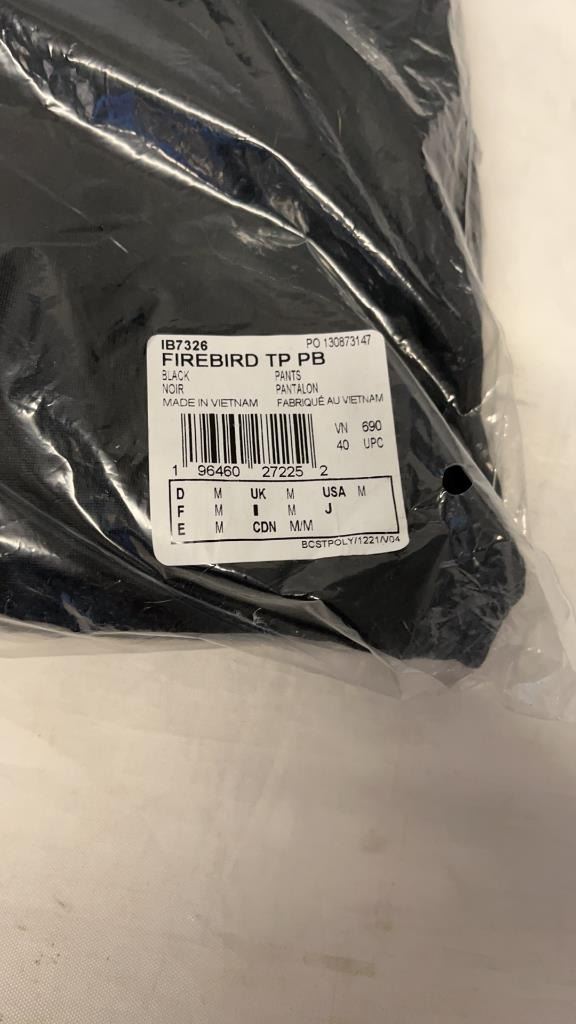 IB7326 PO 130873147
FIREBIRD TP PB
BLACK PANTS
NOIR PANTALON
MADE IN VIETNAM FABRIQUÉ AU VIETNAM
VN 690
40 UPC
1 96460 27225 2
D M UK M USA M
F M I M J
E M CDN M/M
BCSTPOLY/1221/V04